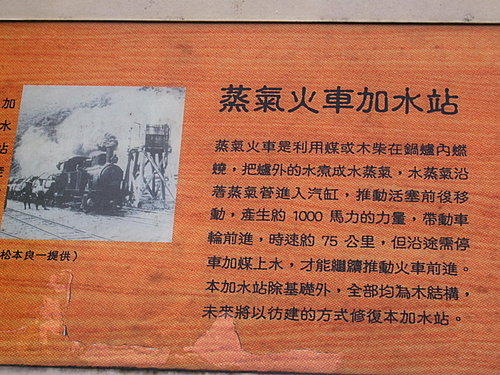 加
水
站
蒸氣火車加水站
蒸氣火車是利用煤或木柴在鍋爐內燃
燒，把爐外的水煮成水蒸氣，水蒸氣沿
著蒸氣管進入汽缸，推動活塞前後移
動，產生約 1000 馬力的力量，帶動車
輪前進，時速約 75 公里，但沿途需停
車加煤上水，才能繼續推動火車前進。
本加水站除基礎外，全部均為木結構，
未來將以仿建的方式修復本加水站。
松本良一提供）